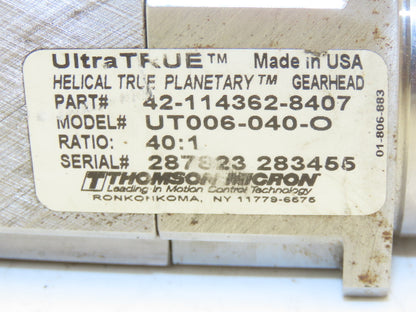 UltraTRUE™ Made in USA
HELICAL TRUE PLANETARY™ GEARHEAD
PART# 42-114362-8407
MODEL# UT006-040-O
RATIO: 40:1
SERIAL# 287823 283455
THOMSON MICRON
Leading in Motion Control Technology
RONKONKOMA, NY 11779-6575
01-806-883